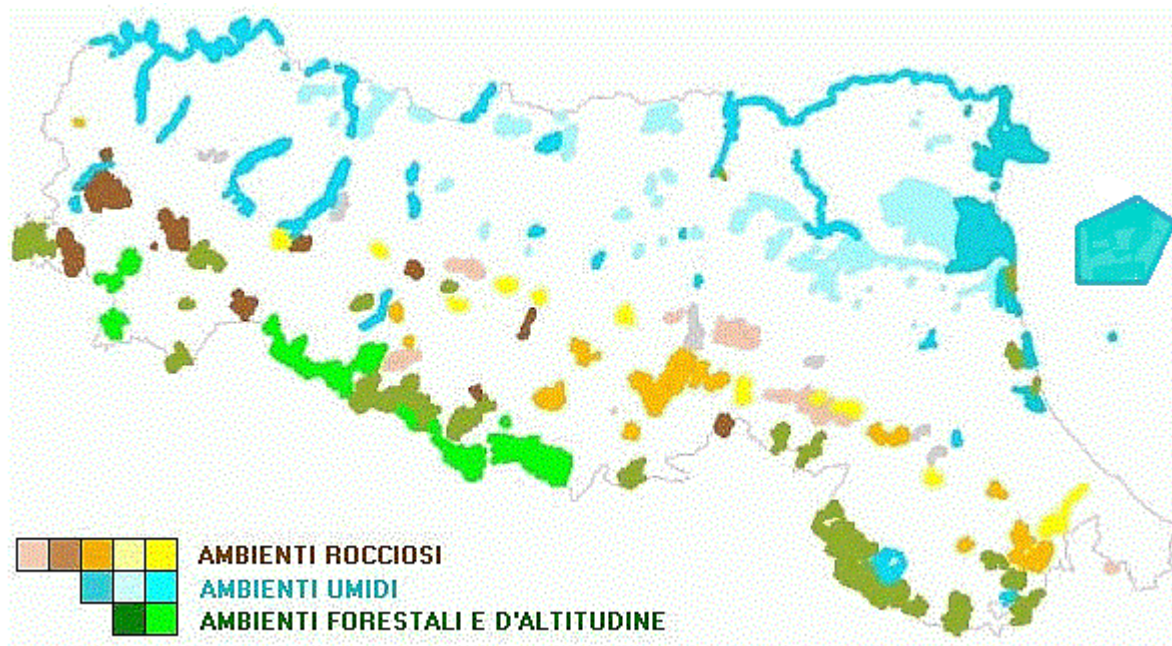 AMBIENTI ROCCIOSI
AMBIENTI UMIDI
AMBIENTI FORESTALI E D'ALTITUDINE